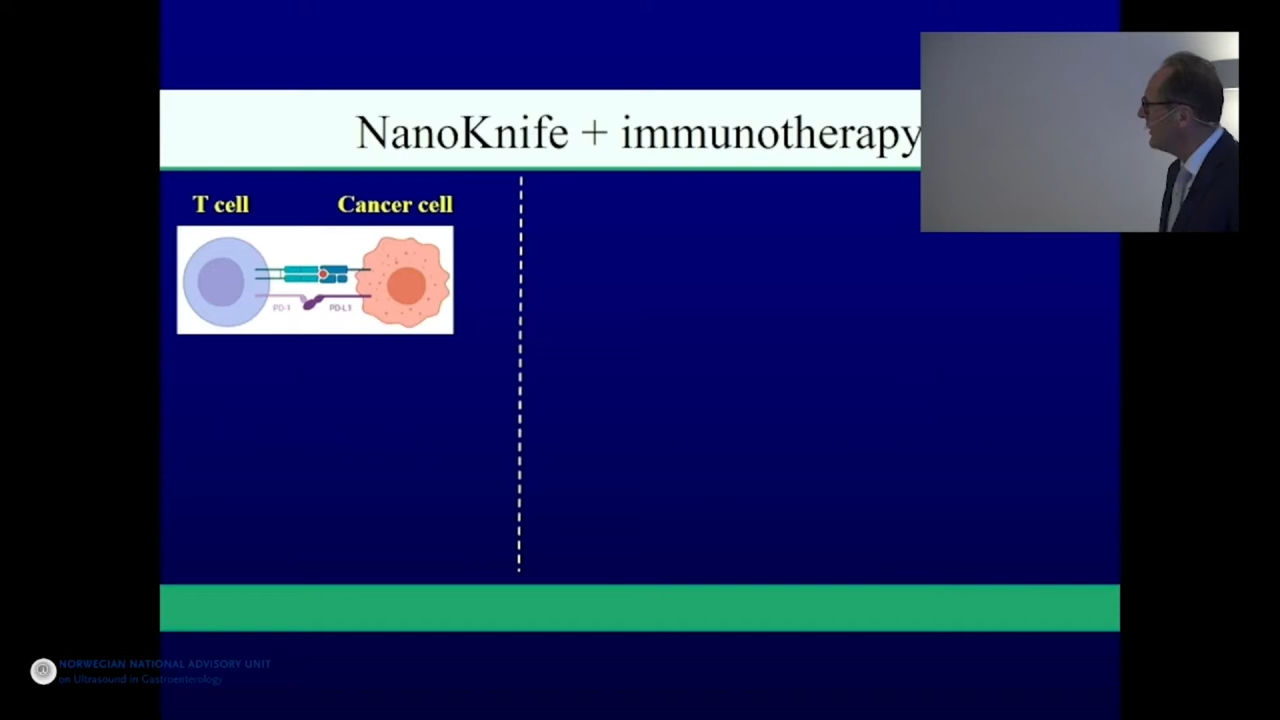 NanoKnife + immunotherapy
T cell Cancer cell
PD-1 PD-L1
NORWEGIAN NATIONAL ADVISORY UNIT
on Ultrasound in Gastroenterology